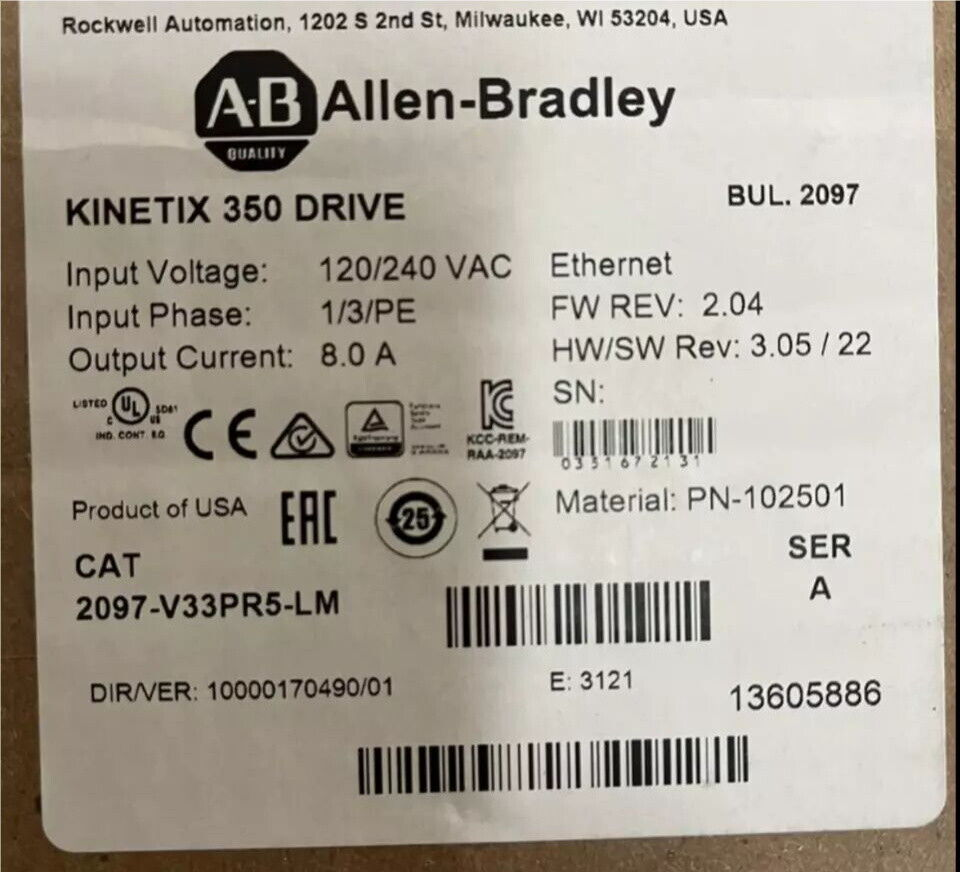 Rockwell Automation, 1202 S 2nd St, Milwaukee, WI 53204, USA
A·B QUALITY
Allen-Bradley
KINETIX 350 DRIVE
BUL. 2097
Input Voltage: 120/240 VAC
Ethernet
Input Phase: 1/3/PE
FW REV: 2.04
Output Current: 8.0 A
HW/SW Rev: 3.05 / 22
SN:
LISTED
C UL US
5D81
IND. CONT. EQ
CE
KCC-REM-
RAA-2097
0331672131
Product of USA
EAC
25
Material: PN-102501
CAT
SER
2097-V33PR5-LM
A
DIR/VER: 10000170490/01
E: 3121
13605886